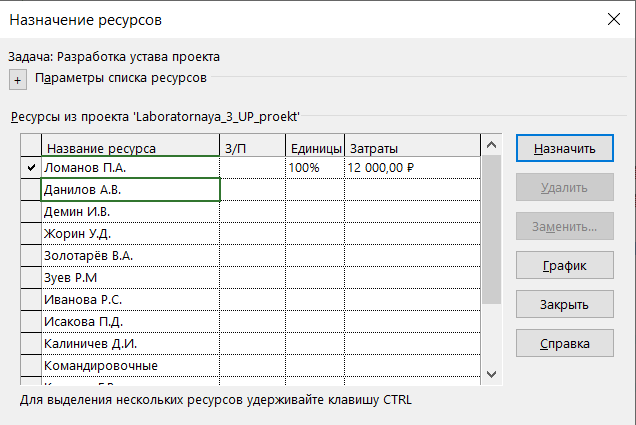 Назначение ресурсов
Задача: Разработка устава проекта
+ Параметры списка ресурсов
Ресурсы из проекта 'Laboratornaya_3_UP_proekt'
Название ресурса З/П Единицы Затраты
Ломанов П.А. 100% 12 000,00 ₽
Данилов А.В.
Демин И.В.
Жорин У.Д.
Золотарёв В.А.
Зуев Р.М
Иванова Р.С.
Исакова П.Д.
Калиничев Д.И.
Командировочные
Назначить
Удалить
Заменить...
График
Закрыть
Справка
Для выделения нескольких ресурсов удерживайте клавишу CTRL